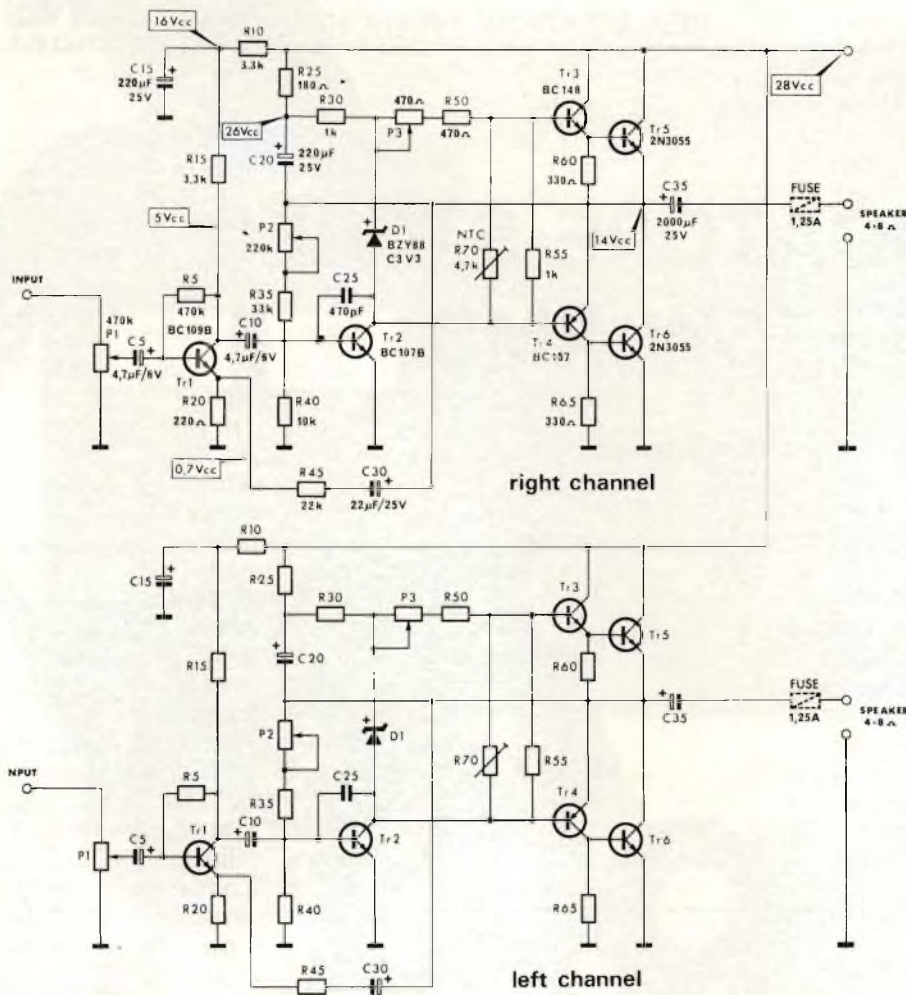 16Vcc
R10
3.3k
C15
220µF
25V
R25
180Ω
26Vcc
R30
1k
470Ω
P3
R50
470Ω
Tr3
BC148
28Vcc
Tr5
2N3055
C20
220µF
25V
R60
330Ω
R15
3.3k
C35
2000µF
25V
FUSE
1,25A
SPEAKER
4-8Ω
5Vcc
P2
220k
D1
BZY88
C3V3
NTC
R70
4,7k
R55
1k
14Vcc
INPUT
470k
P1
R5
470k
BC109B
C5
4,7µF/6V
Tr1
C10
4,7µF/6V
R35
33k
C25
470pF
Tr2
BC107B
Tr4
Tr6
2N3055
R20
220Ω
R40
10k
R65
330Ω
0,7Vcc
R45
22k
C30
22µF/25V
right channel
R10
C15
R25
R30
P3
R50
Tr3
Tr5
R15
C20
R60
C35
FUSE
1,25A
SPEAKER
4-8Ω
P2
D1
R70
R55
NPUT
P1
R5
C5
Tr1
C10
R35
C25
Tr2
Tr4
Tr6
R20
R40
R65
R45
C30
left channel